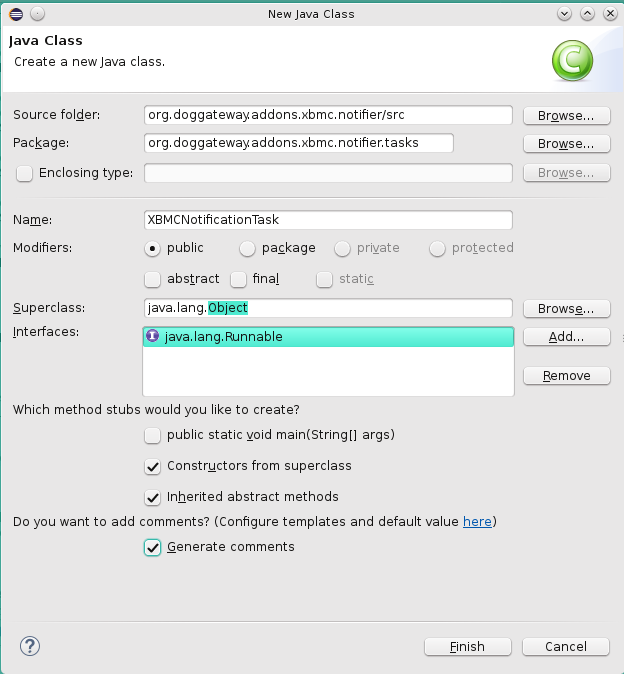 New Java Class
Java Class
Create a new Java class.
Source folder: org.doggateway.addons.xbmc.notifier/src Browse...
Package: org.doggateway.addons.xbmc.notifier.tasks Browse...
Enclosing type: Browse...
Name: XBMCNotificationTask
Modifiers: public package private protected
abstract final static
Superclass: java.lang.Object Browse...
Interfaces: java.lang.Runnable Add...
Remove
Which method stubs would you like to create?
public static void main(String[] args)
Constructors from superclass
Inherited abstract methods
Do you want to add comments? (Configure templates and default value here)
Generate comments
Finish Cancel